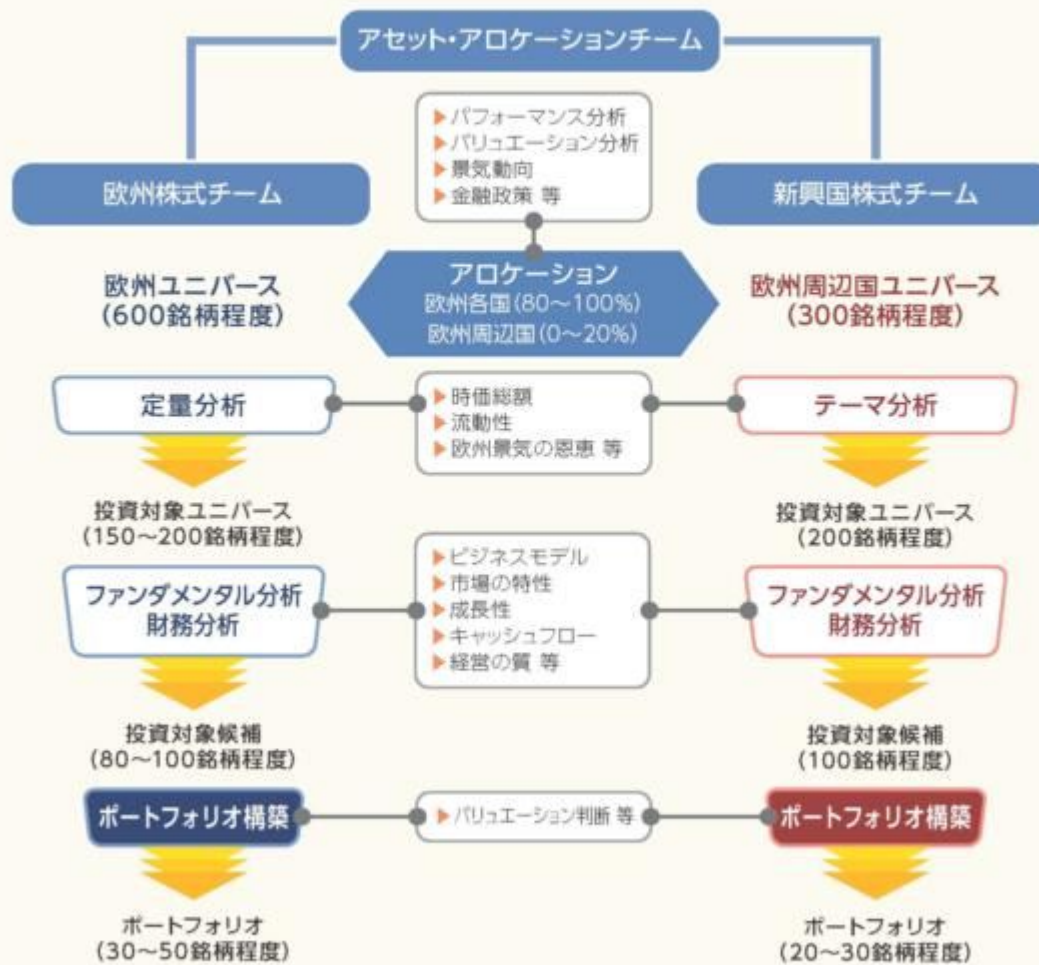 アセット・アロケーションチーム
▶パフォーマンス分析
▶バリュエーション分析
▶景気動向
▶金融政策 等
欧州株式チーム
新興国株式チーム
アロケーション
欧州各国(80〜100%)
欧州周辺国(0〜20%)
欧州ユニバース
(600銘柄程度)
欧州周辺国ユニバース
(300銘柄程度)
定量分析
▶時価総額
▶流動性
▶欧州景気の恩恵 等
テーマ分析
投資対象ユニバース
(150〜200銘柄程度)
投資対象ユニバース
(200銘柄程度)
ファンダメンタル分析
財務分析
▶ビジネスモデル
▶市場の特性
▶成長性
▶キャッシュフロー
▶経営の質 等
ファンダメンタル分析
財務分析
投資対象候補
(80〜100銘柄程度)
投資対象候補
(100銘柄程度)
ポートフォリオ構築
▶バリュエーション判断 等
ポートフォリオ構築
ポートフォリオ
(30〜50銘柄程度)
ポートフォリオ
(20〜30銘柄程度)